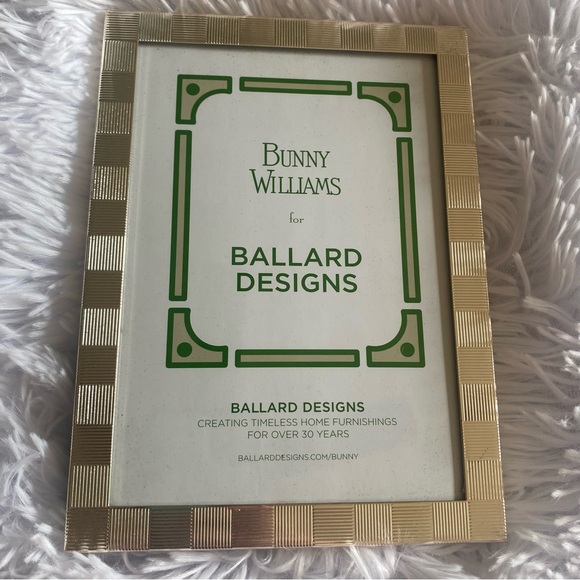 BUNNY
WILLIAMS
for
BALLARD
DESIGNS
BALLARD DESIGNS
CREATING TIMELESS HOME FURNISHINGS
FOR OVER 30 YEARS
BALLARDDESIGNS.COM/BUNNY